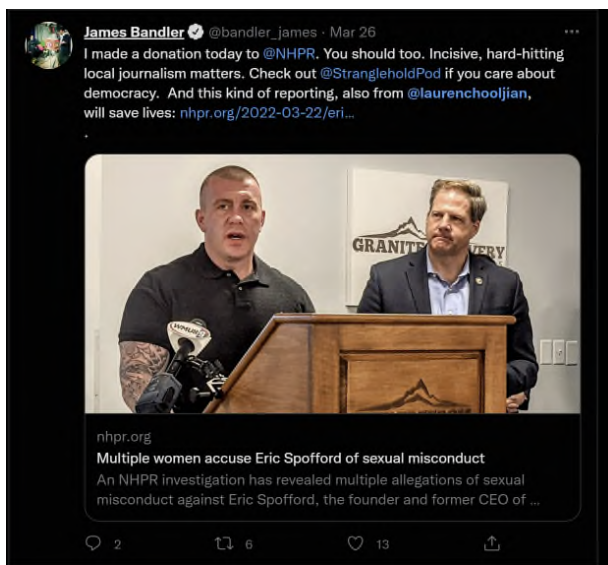 James Bandler @bandler_james · Mar 26
I made a donation today to @NHPR. You should too. Incisive, hard-hitting
local journalism matters. Check out @StrangleholdPod if you care about
democracy.  And this kind of reporting, also from @laurenchooljian,
will save lives: nhpr.org/2022-03-22/eri…
.
GRANITE
WMUR
nhpr.org
Multiple women accuse Eric Spofford of sexual misconduct
An NHPR investigation has revealed multiple allegations of sexual
misconduct against Eric Spofford, the founder and former CEO of ...
2 6 13